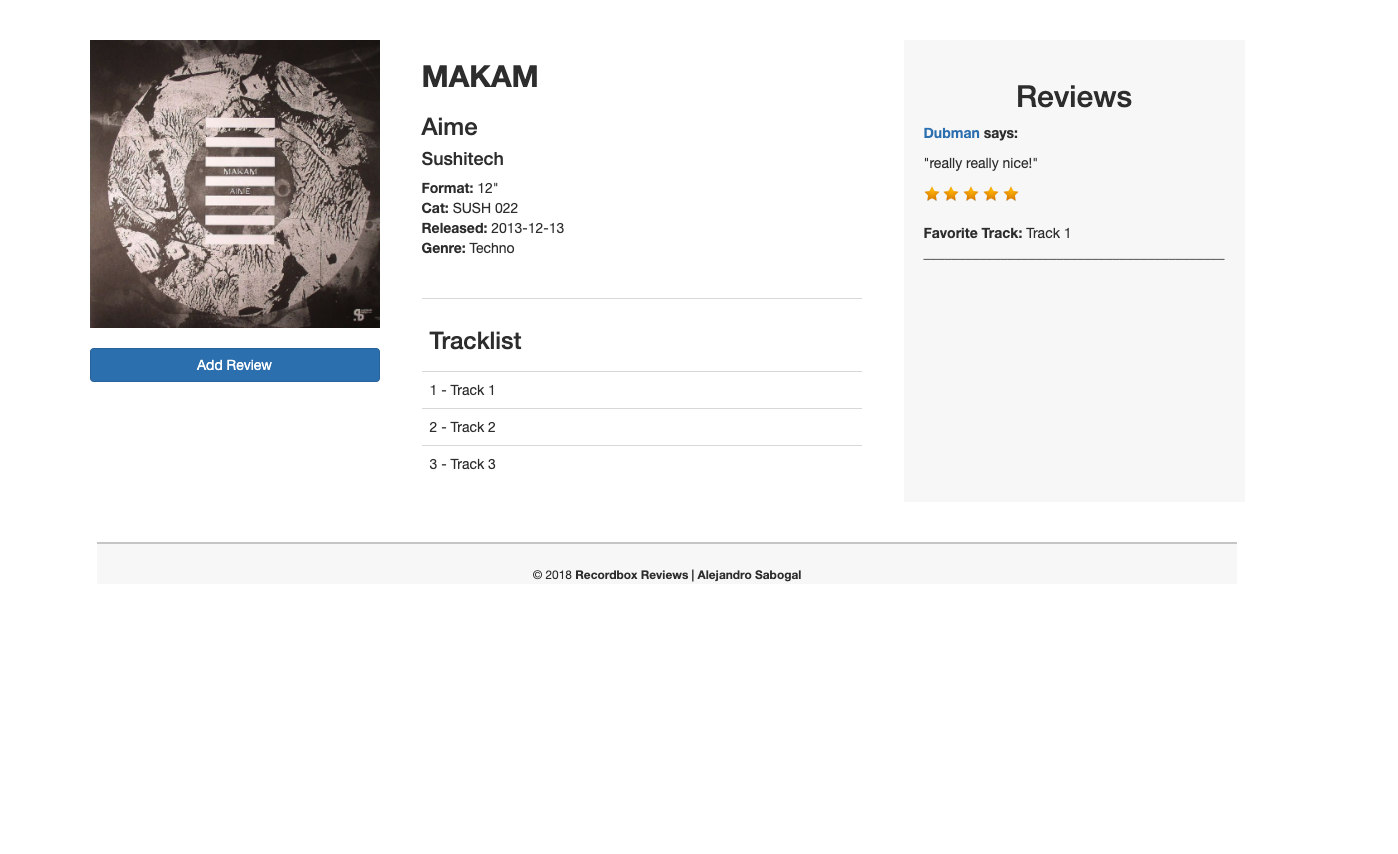 MAKAM
AIME
Add Review
MAKAM
Aime
Sushitech
Format: 12"
Cat: SUSH 022
Released: 2013-12-13
Genre: Techno
Tracklist
1 - Track 1
2 - Track 2
3 - Track 3
Reviews
Dubman says:
"really really nice!"
Favorite Track: Track 1
© 2018 Recordbox Reviews | Alejandro Sabogal